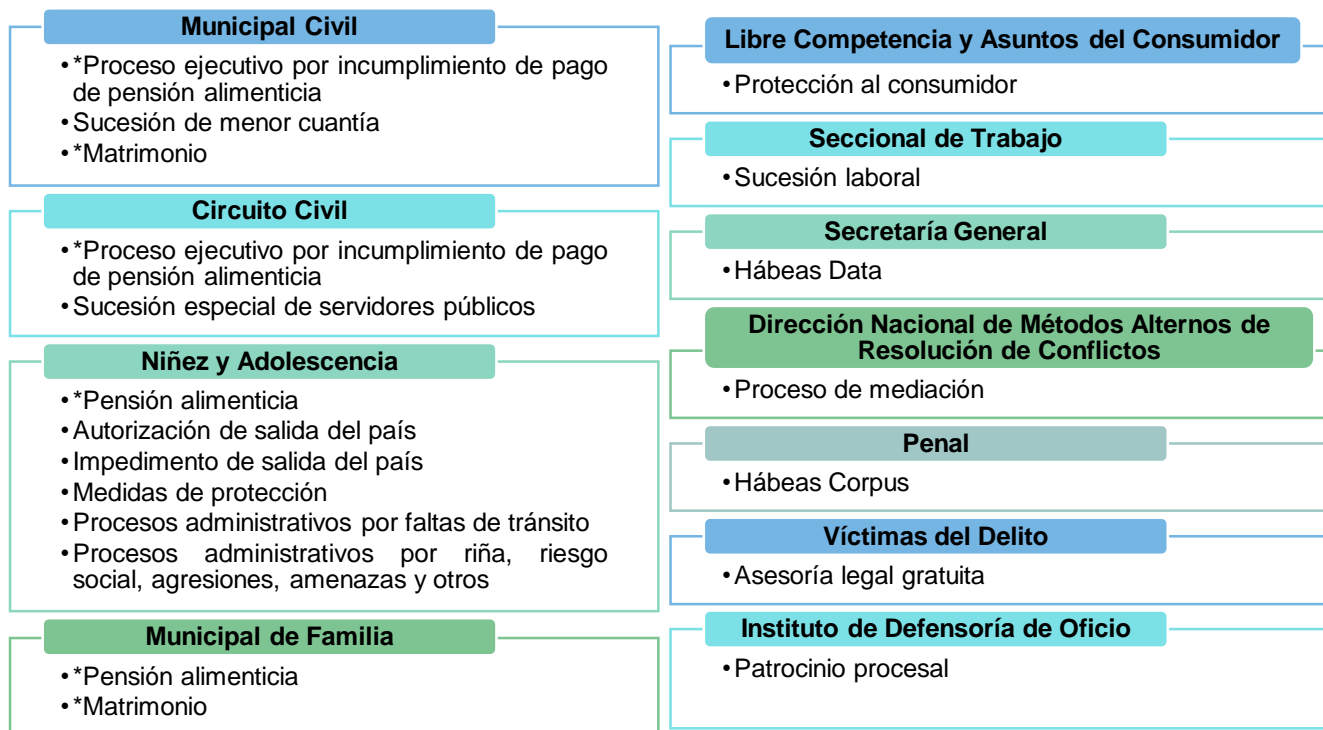 Municipal Civil
•*Proceso ejecutivo por incumplimiento de pago
de pensión alimenticia
•Sucesión de menor cuantía
•*Matrimonio
Circuito Civil
•*Proceso ejecutivo por incumplimiento de pago
de pensión alimenticia
•Sucesión especial de servidores públicos
Niñez y Adolescencia
•*Pensión alimenticia
•Autorización de salida del país
•Impedimento de salida del país
•Medidas de protección
•Procesos administrativos por faltas de tránsito
•Procesos administrativos por riña, riesgo
social, agresiones, amenazas y otros
Municipal de Familia
•*Pensión alimenticia
•*Matrimonio
Libre Competencia y Asuntos del Consumidor
•Protección al consumidor
Seccional de Trabajo
•Sucesión laboral
Secretaría General
•Hábeas Data
Dirección Nacional de Métodos Alternos de
Resolución de Conflictos
•Proceso de mediación
Penal
•Hábeas Corpus
Víctimas del Delito
•Asesoría legal gratuita
Instituto de Defensoría de Oficio
•Patrocinio procesal